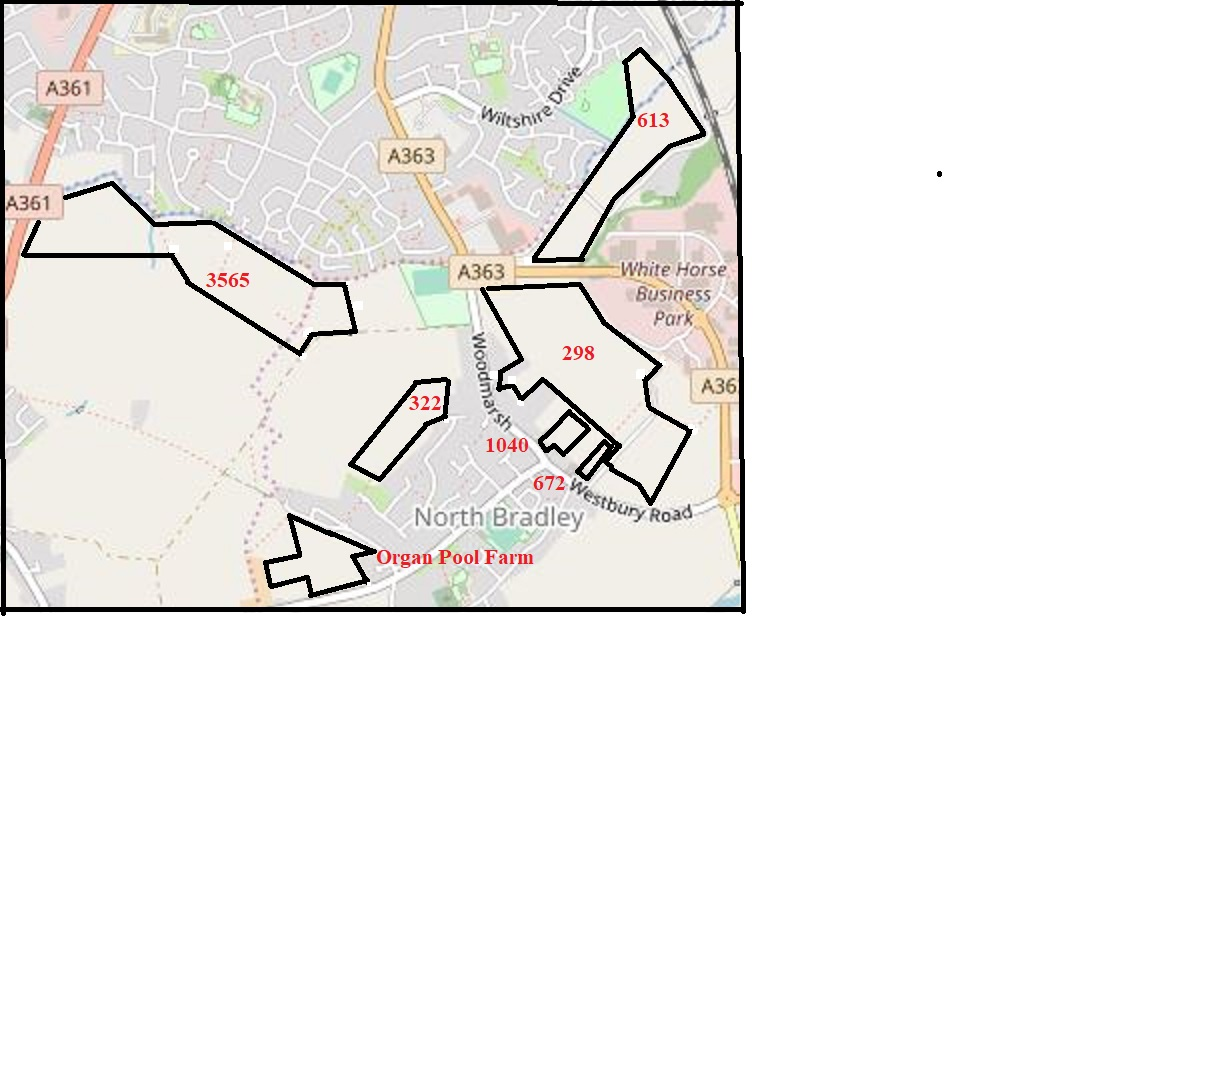 A361
Wiltshire Drive
613
A363
A361
3565
A363
White Horse
Business
Park
298
Woodmarsh
A36
322
1040
672
Westbury Road
North Bradley
Organ Pool Farm